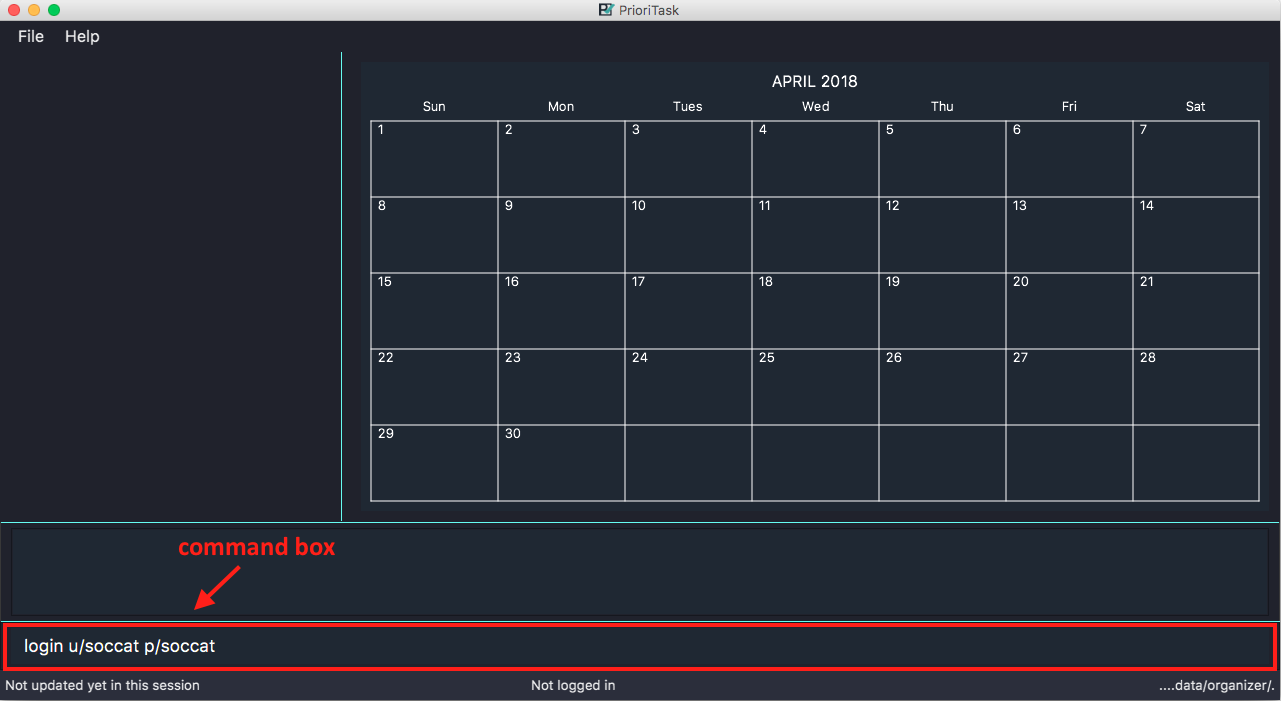 PrioriTask
File Help
APRIL 2018
Sun Mon Tues Wed Thu Fri Sat
1 2 3 4 5 6 7
8 9 10 11 12 13 14
15 16 17 18 19 20 21
22 23 24 25 26 27 28
29 30
command box
login u/soccat p/soccat
Not updated yet in this session Not logged in ....data/organizer/.